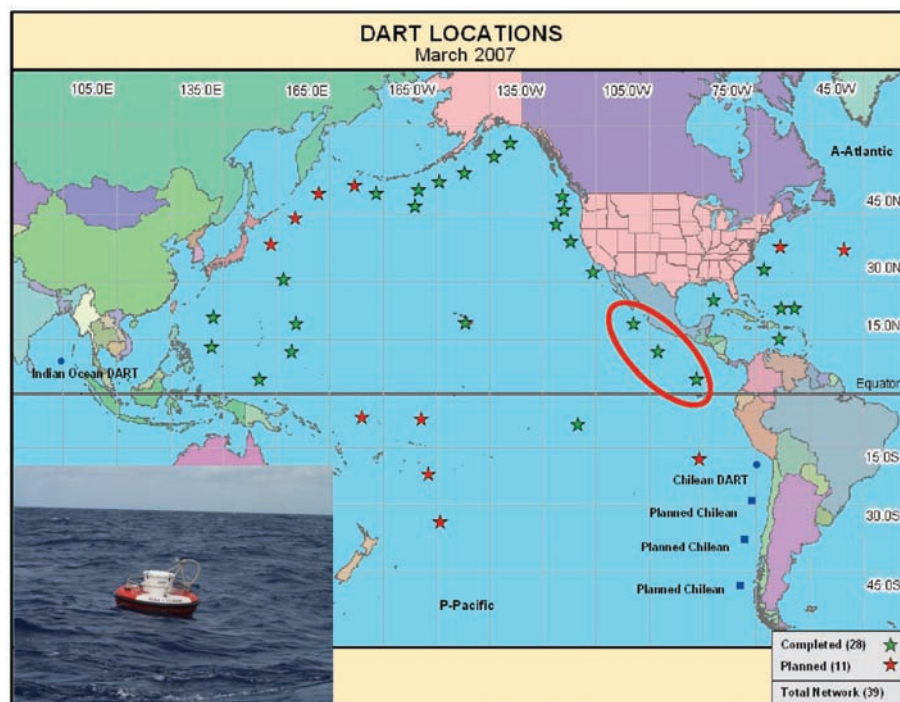 DART LOCATIONS
March 2007
105.0E 135.0E 165.0E 165.0W 135.0W 105.0W 75.0W 45.0W
A-Atlantic
45.0N
30.0N
15.0N
Indian Ocean DART
Equator
15.0S
Chilean DART
Planned Chilean
30.0S
Planned Chilean
45.0S
Planned Chilean
P-Pacific
Completed (28)
Planned (11)
Total Network (39)